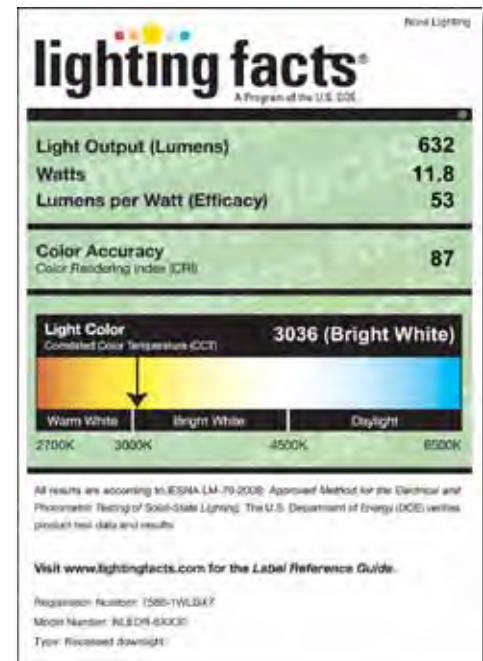 Nora Lighting
lighting facts®
A Program of the U.S. DOE
Light Output (Lumens) 632
Watts 11.8
Lumens per Watt (Efficacy) 53
Color Accuracy 87
Color Rendering Index (CRI)
Light Color
Correlated Color Temperature (CCT)
3036 (Bright White)
Warm White Bright White Daylight
2700K 3000K 4500K 6500K
All results are according to IESNA LM-79-2008: Approved Method for the Electrical and
Photometric Testing of Solid-State Lighting. The U.S. Department of Energy (DOE) verifies
product test data and results.
Visit www.lightingfacts.com for the Label Reference Guide.
Registration Number:
Model Number:
Type: Recessed downlight